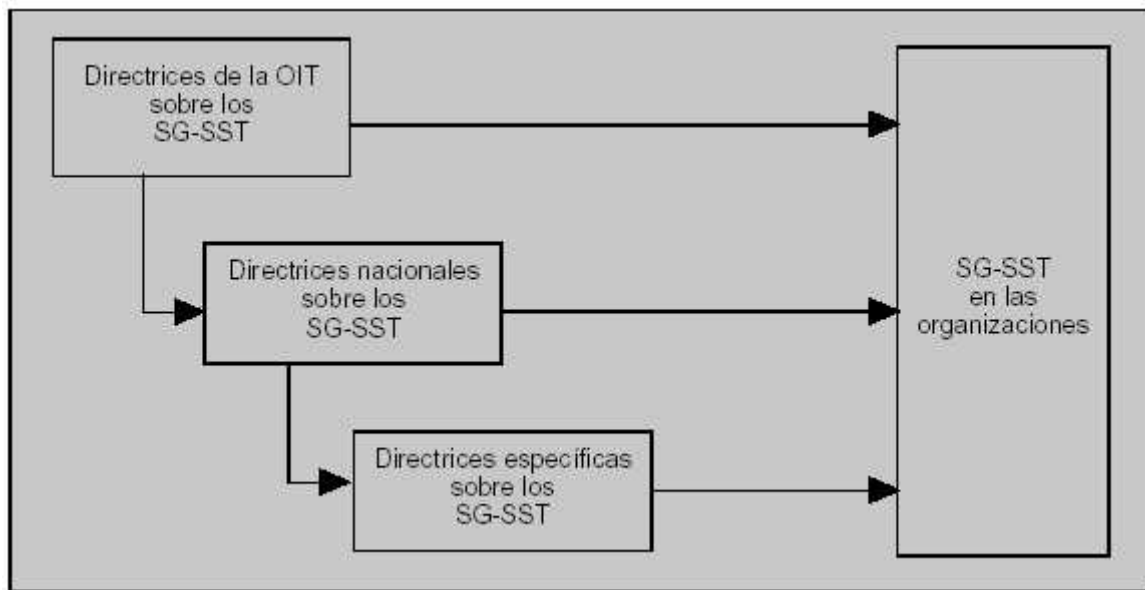 Directrices de la OIT
sobre los
SG-SST
Directrices nacionales
sobre los
SG-SST
Directrices específicas
sobre los
SG-SST
SG-SST
en las
organizaciones